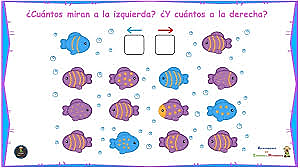 ¿Cuántos miran a la izquierda? ¿Y cuántos a la derecha?